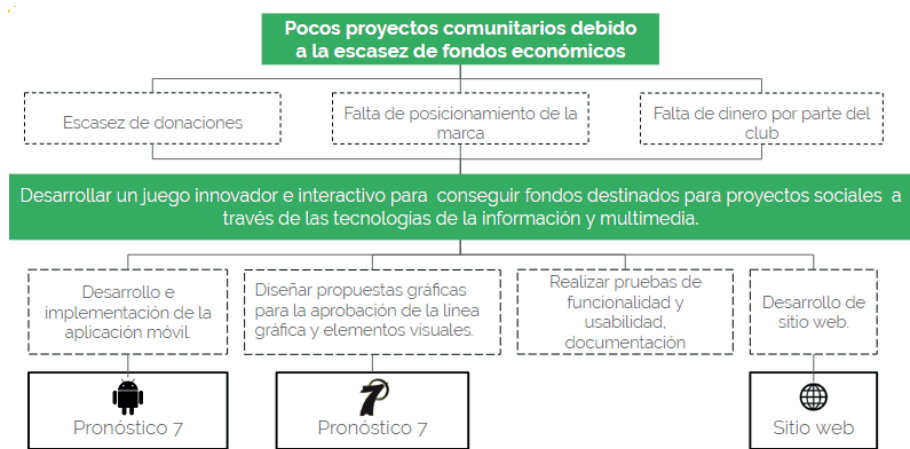 Pocos proyectos comunitarios debido
a la escasez de fondos económicos
Escasez de donaciones
Falta de posicionamiento de la
marca
Falta de dinero por parte del
club
Desarrollar un juego innovador e interactivo para conseguir fondos destinados para proyectos sociales a
través de las tecnologías de la información y multimedia.
Desarrollo e
implementación de la
aplicación móvil.
Diseñar propuestas gráficas
para la aprobación de la línea
gráfica y elementos visuales.
Realizar pruebas de
funcionalidad y
usabilidad,
documentación
Desarrollo de
sitio web.
Pronóstico 7
7
Pronóstico 7
Sitio web